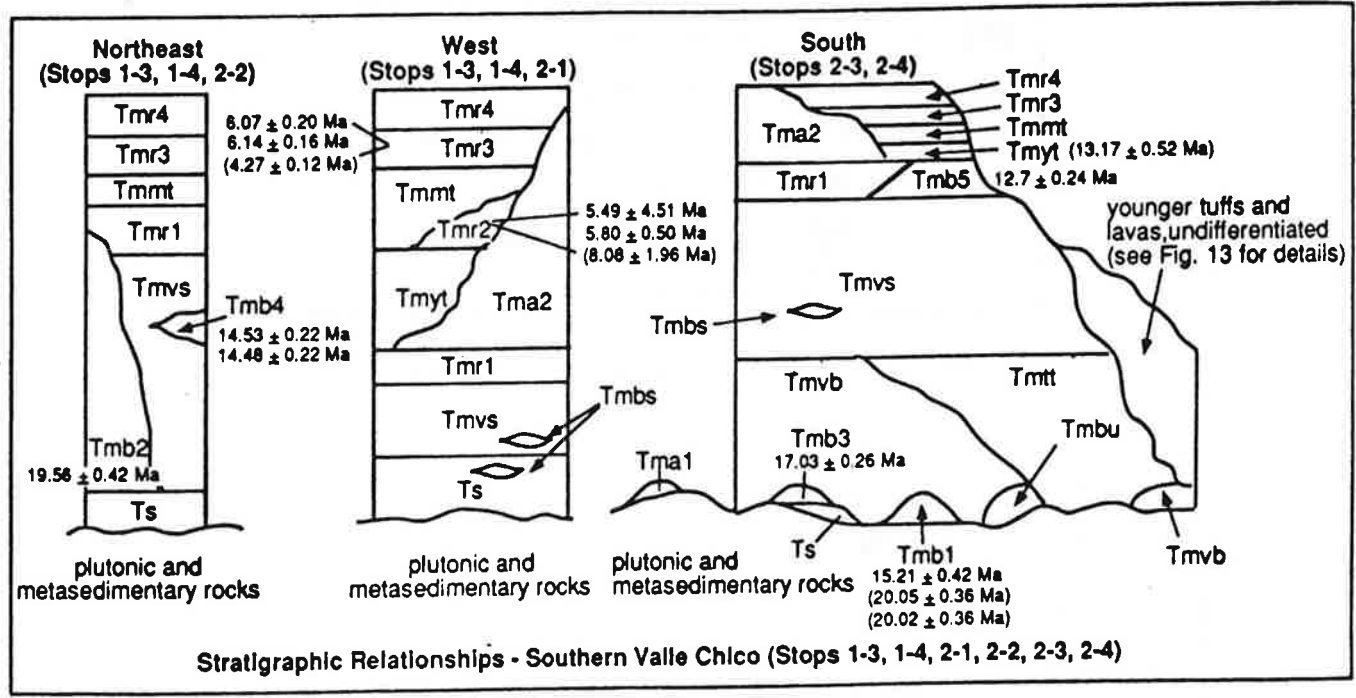 Northeast
(Stops 1-3, 1-4, 2-2)
Tmr4
Tmr3
Tmmt
Tmr1
Tmvs
Tmb4
14.53 ± 0.22 Ma
14.48 ± 0.22 Ma
Tmb2
19.56 ± 0.42 Ma
Ts
plutonic and
metasedimentary rocks
West
(Stops 1-3, 1-4, 2-1)
Tmr4
6.07 ± 0.20 Ma
6.14 ± 0.16 Ma
(4.27 ± 0.12 Ma)
Tmr3
Tmmt
Tmr2
5.49 ± 4.51 Ma
5.80 ± 0.50 Ma
(8.08 ± 1.96 Ma)
Tmyt
Tma2
Tmr1
Tmvs
Tmbs
Ts
plutonic and
metasedimentary rocks
South
(Stops 2-3, 2-4)
Tmr4
Tmr3
Tmmt
Tmyt (13.17 ± 0.52 Ma)
Tma2
Tmr1
Tmb5
12.7 ± 0.24 Ma
younger tuffs and
lavas,undifferentiated
(see Fig. 13 for details)
Tmvs
Tmbs
Tmvb
Tmtt
Tmbu
Tmb3
17.03 ± 0.26 Ma
Tma1
Ts
Tmb1
15.21 ± 0.42 Ma
(20.05 ± 0.36 Ma)
(20.02 ± 0.36 Ma)
Tmvb
plutonic and
metasedimentary rocks
Stratigraphic Relationships - Southern Valle Chico (Stops 1-3, 1-4, 2-1, 2-2, 2-3, 2-4)